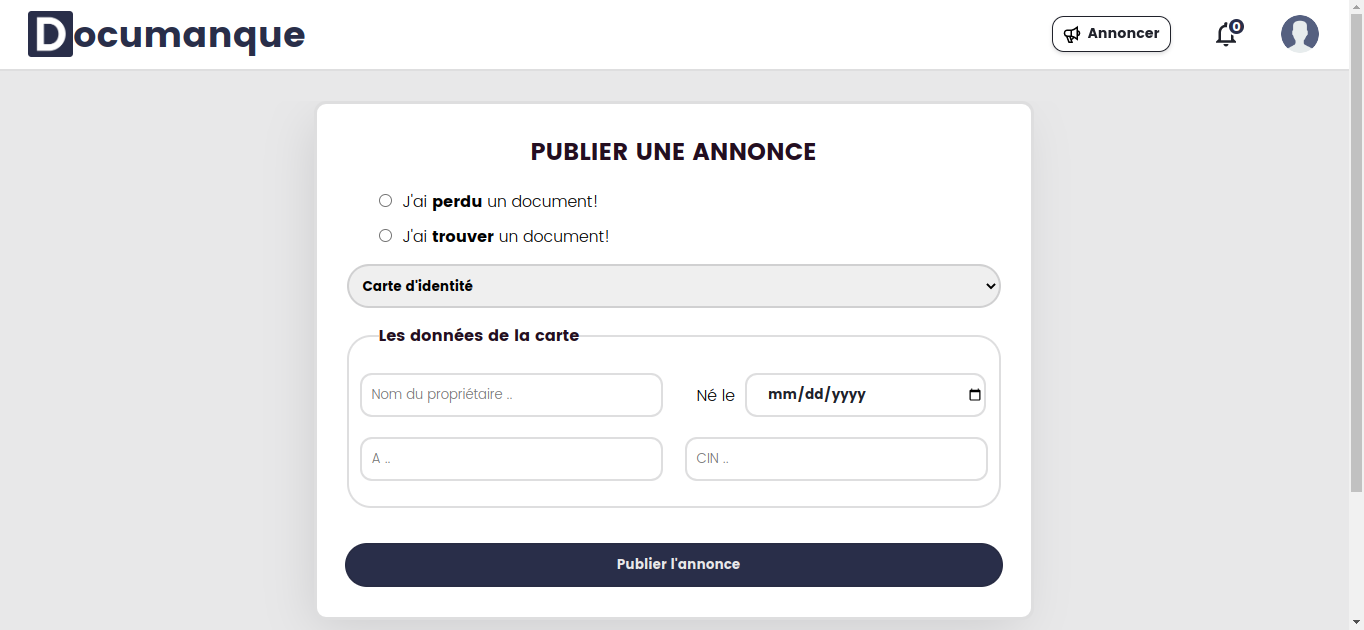 Documanque
Annoncer
0
PUBLIER UNE ANNONCE
J'ai perdu un document!
J'ai trouver un document!
Carte d'identité
Les données de la carte
Nom du propriétaire ..
Né le
mm/dd/yyyy
A ..
CIN ..
Publier l'annonce